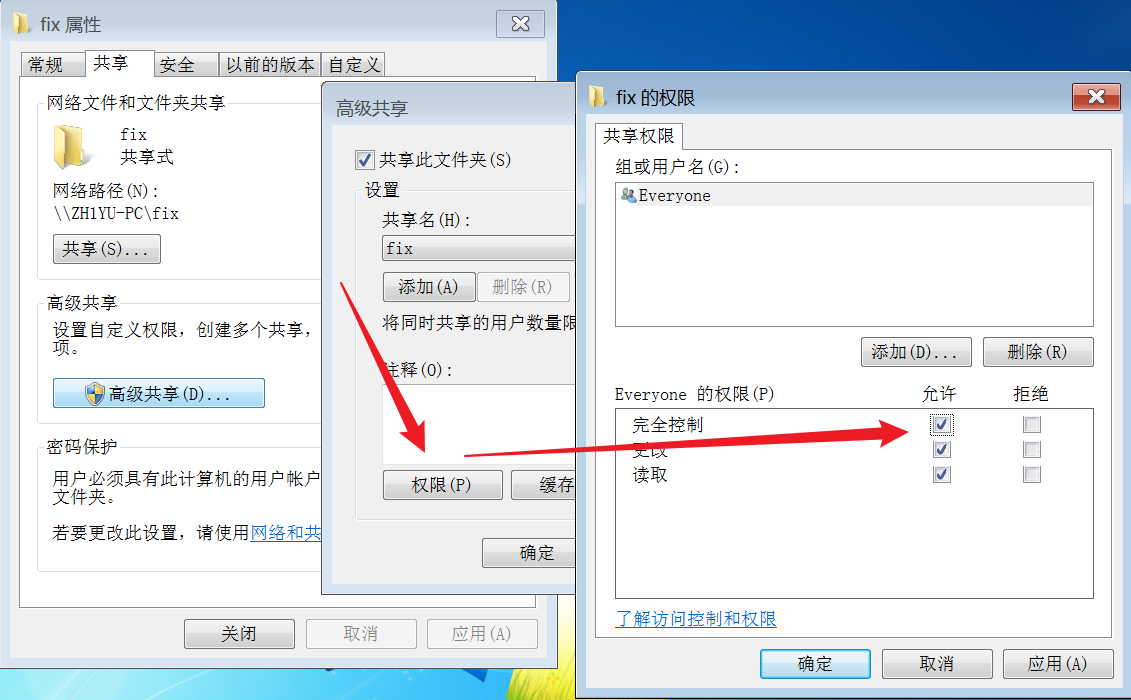 fix 属性
常规
共享
安全
以前的版本
自定义
网络文件和文件夹共享
fix
共享式
网络路径(N):
\\ZH1YU-PC\fix
共享(S)...
高级共享
设置自定义权限，创建多个共享，
项。
高级共享(D)...
密码保护
用户必须具有此计算机的用户帐户
文件夹。
若要更改此设置，请使用网络和共
关闭
取消
应用(A)
高级共享
共享此文件夹(S)
设置
共享名(H):
fix
添加(A)
删除(R)
将同时共享的用户数量限
注释(O):
权限(P)
缓存
确定
fix 的权限
共享权限
组或用户名(G):
Everyone
添加(D)...
删除(R)
Everyone 的权限(P)
允许
拒绝
完全控制
更改
读取
了解访问控制和权限
确定
取消
应用(A)